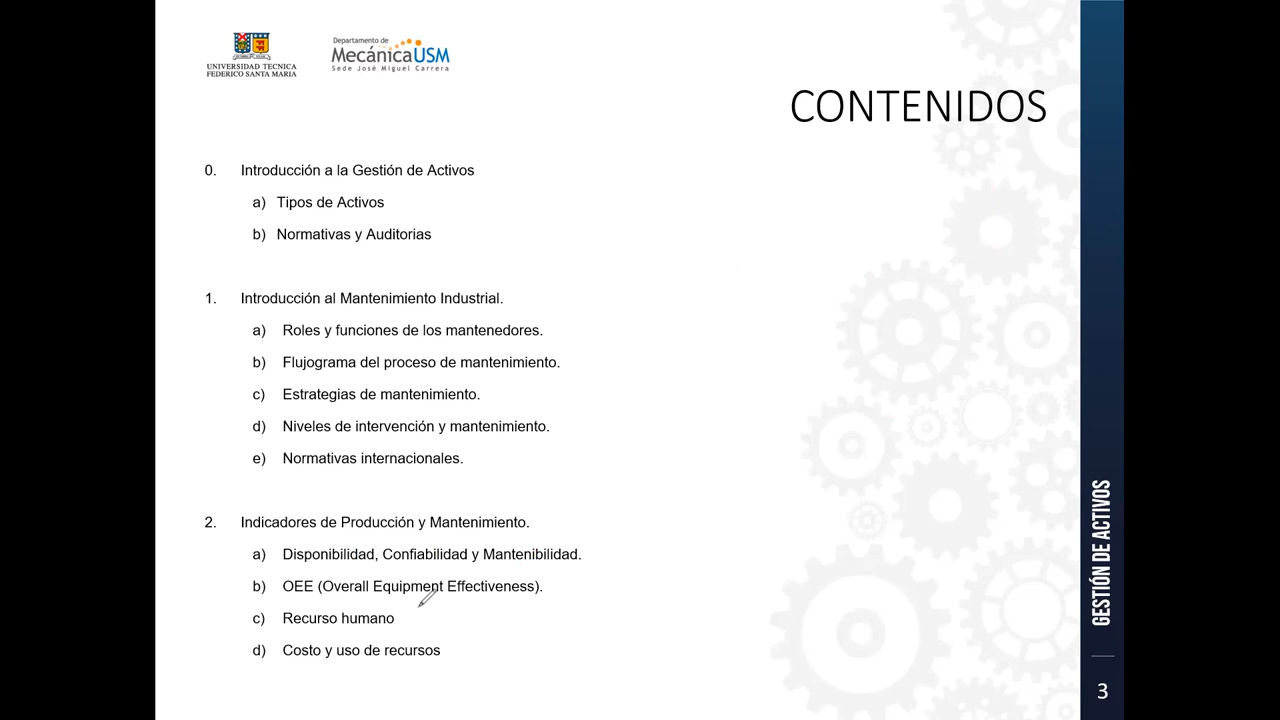 UNIVERSIDAD TECNICA
FEDERICO SANTA MARIA
Departamento de
MecánicaUSM
Sede José Miguel Carrera
CONTENIDOS
0. Introducción a la Gestión de Activos
a) Tipos de Activos
b) Normativas y Auditorias
1. Introducción al Mantenimiento Industrial.
a) Roles y funciones de los mantenedores.
b) Flujograma del proceso de mantenimiento.
c) Estrategias de mantenimiento.
d) Niveles de intervención y mantenimiento.
e) Normativas internacionales.
2. Indicadores de Producción y Mantenimiento.
a) Disponibilidad, Confiabilidad y Mantenibilidad.
b) OEE (Overall Equipment Effectiveness).
c) Recurso humano
d) Costo y uso de recursos
GESTIÓN DE ACTIVOS
3